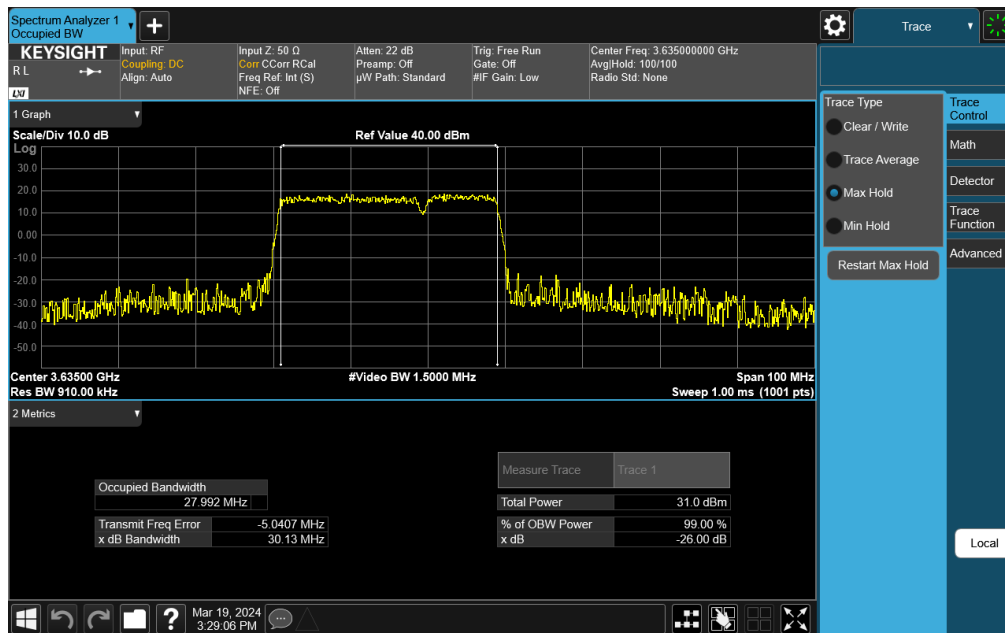 Spectrum Analyzer 1
Occupied BW
Trace
KEYSIGHT
R L
LXI
Input: RF
Coupling: DC
Align: Auto
Input Z: 50 Ω
Corr CCorr RCal
Freq Ref: Int (S)
NFE: Off
Atten: 22 dB
Preamp: Off
µW Path: Standard
Trig: Free Run
Gate: Off
#IF Gain: Low
Center Freq: 3.635000000 GHz
Avg|Hold: 100/100
Radio Std: None
1 Graph
Scale/Div 10.0 dB
Ref Value 40.00 dBm
Log
30.0
20.0
10.0
0.00
-10.0
-20.0
-30.0
-40.0
-50.0
Center 3.63500 GHz
#Video BW 1.5000 MHz
Span 100 MHz
Res BW 910.00 kHz
Sweep 1.00 ms (1001 pts)
2 Metrics
Measure Trace
Trace 1
Occupied Bandwidth
27.992 MHz
Total Power
31.0 dBm
Transmit Freq Error
-5.0407 MHz
% of OBW Power
99.00 %
x dB Bandwidth
30.13 MHz
x dB
-26.00 dB
Trace Type
Clear / Write
Trace Average
Max Hold
Min Hold
Restart Max Hold
Trace
Control
Math
Detector
Trace
Function
Advanced
Local
?
Mar 19, 2024
3:29:06 PM